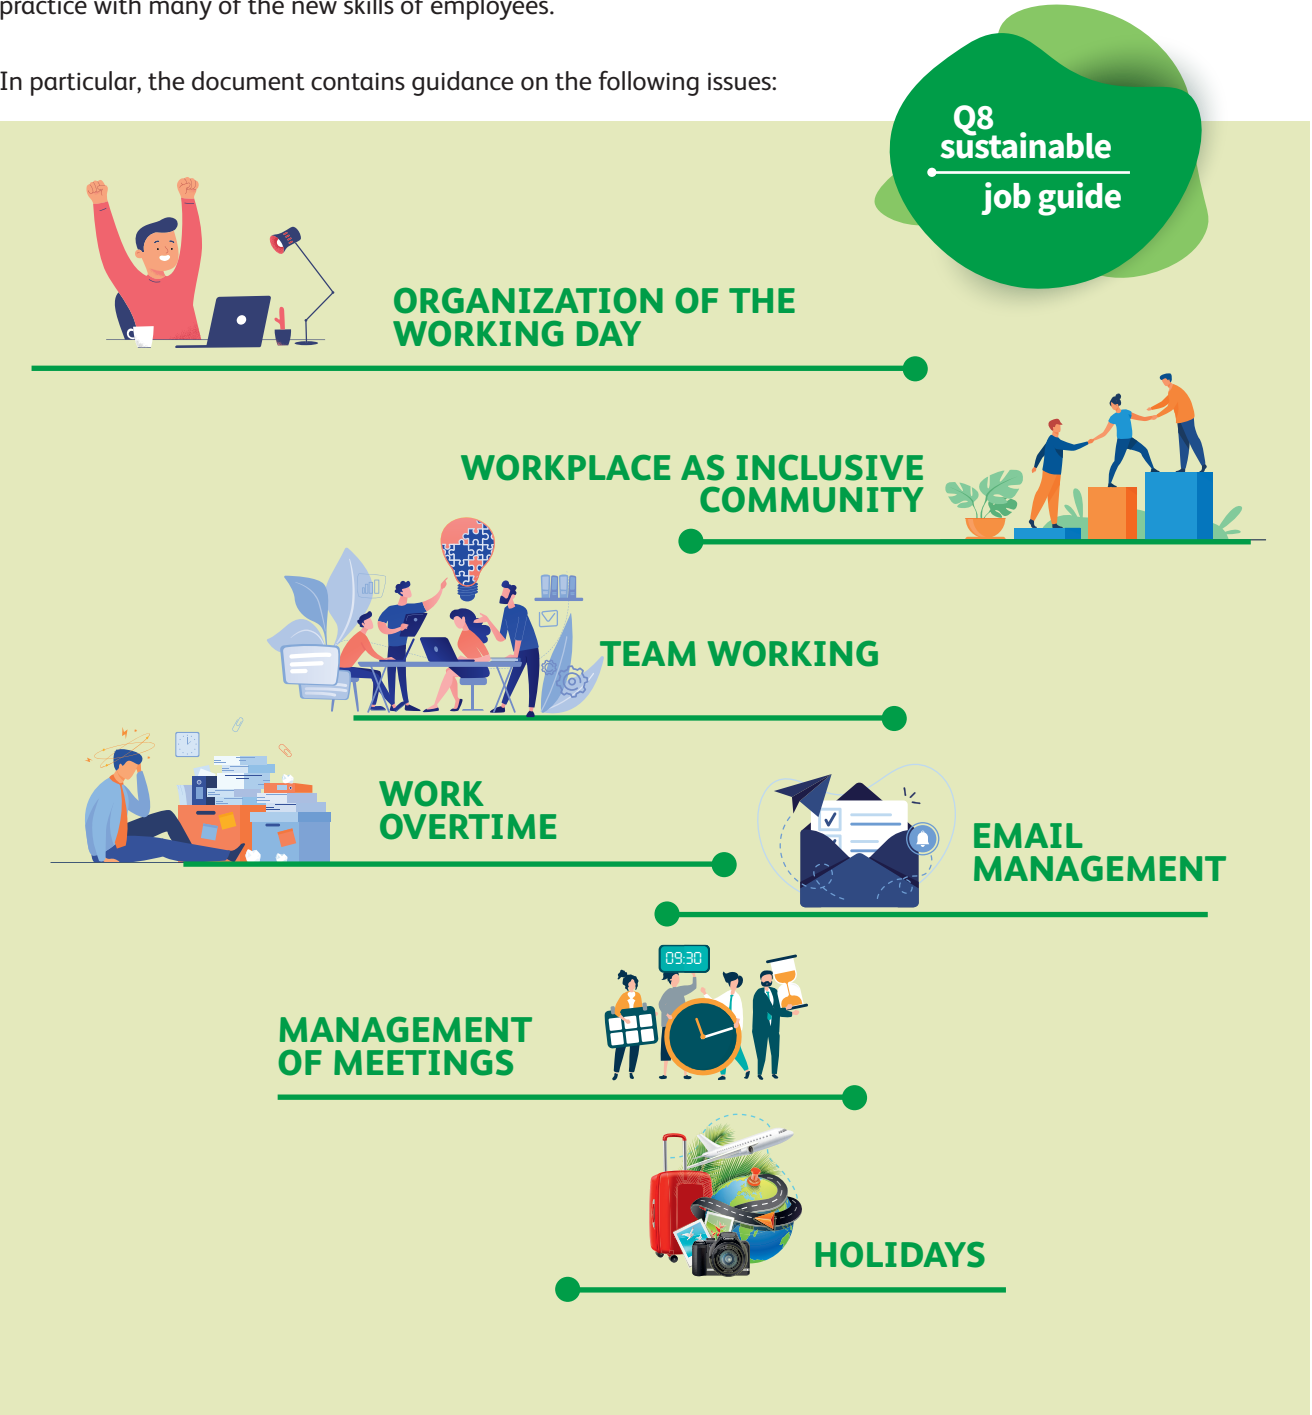 practice with many of the new skills of employees.
In particular, the document contains guidance on the following issues:
Q8
sustainable
job guide
ORGANIZATION OF THE
WORKING DAY
WORKPLACE AS INCLUSIVE
COMMUNITY
TEAM WORKING
WORK
OVERTIME
EMAIL
MANAGEMENT
09:30
MANAGEMENT
OF MEETINGS
HOLIDAYS